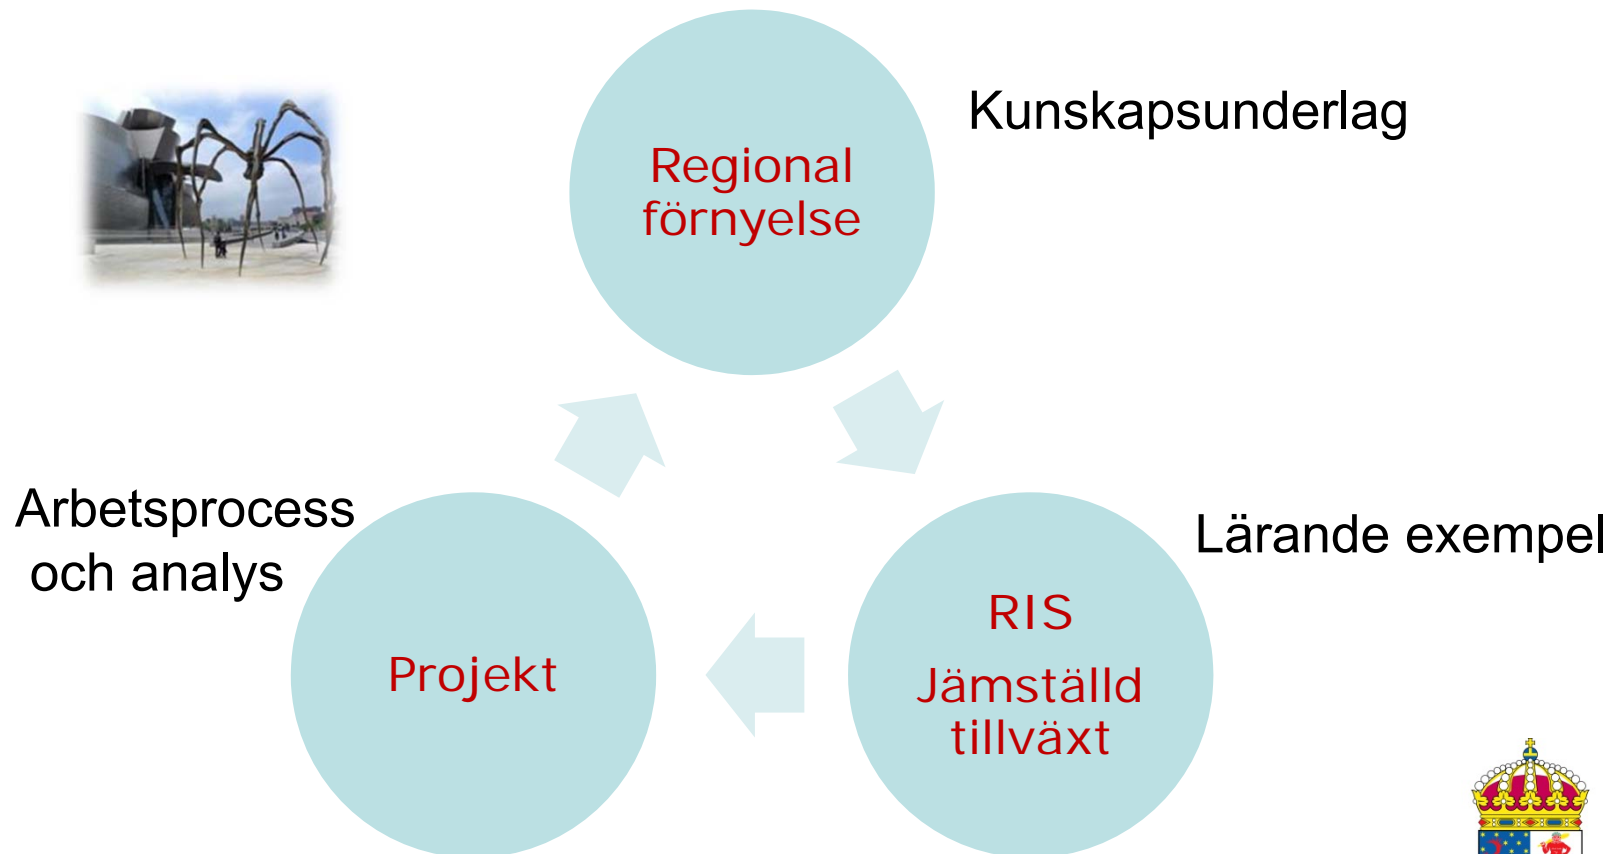 Kunskapsunderlag
Regional
förnyelse
Arbetsprocess
och analys
Lärande exempel
RIS
Jämställd
tillväxt
Projekt